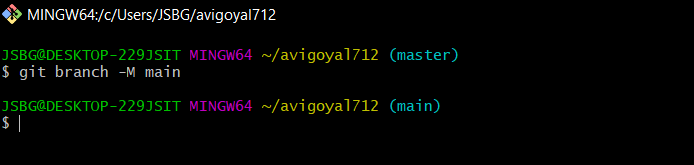 MINGW64:/c/Users/JSBG/avigoyal712
JSBG@DESKTOP-229JSIT MINGW64 ~/avigoyal712 (master)
$ git branch -M main
JSBG@DESKTOP-229JSIT MINGW64 ~/avigoyal712 (main)
$